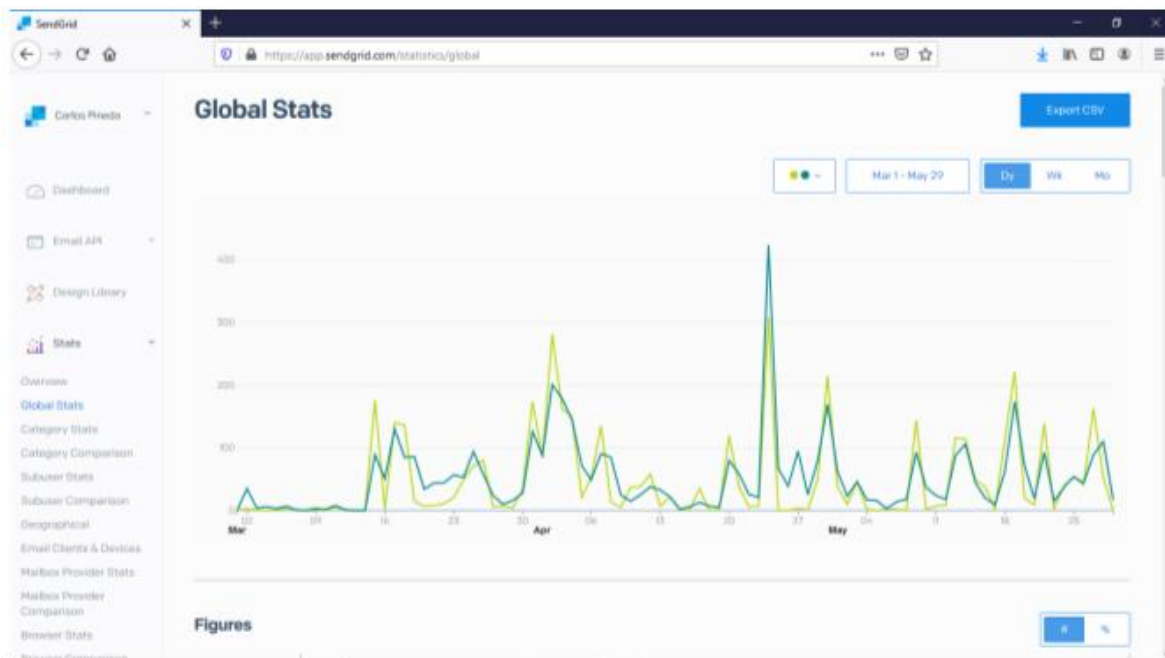 SendGrid
https://app.sendgrid.com/statistics/global
Carlos Pineda
Global Stats
Export CSV
Mar 1 - May 29
Dy
Wk
Mo
Dashboard
Email API
Design Library
Stats
Overview
Global Stats
Category Stats
Category Comparison
Subuser Stats
Subuser Comparison
Geographical
Email Clients & Devices
Mailbox Provider Stats
Mailbox Provider
Comparison
Browser Stats
Browser Comparison
400
300
200
100
0
02 09 16 23 30 06 13 20 27 04 11 18 25
Mar Apr May
Figures
# %